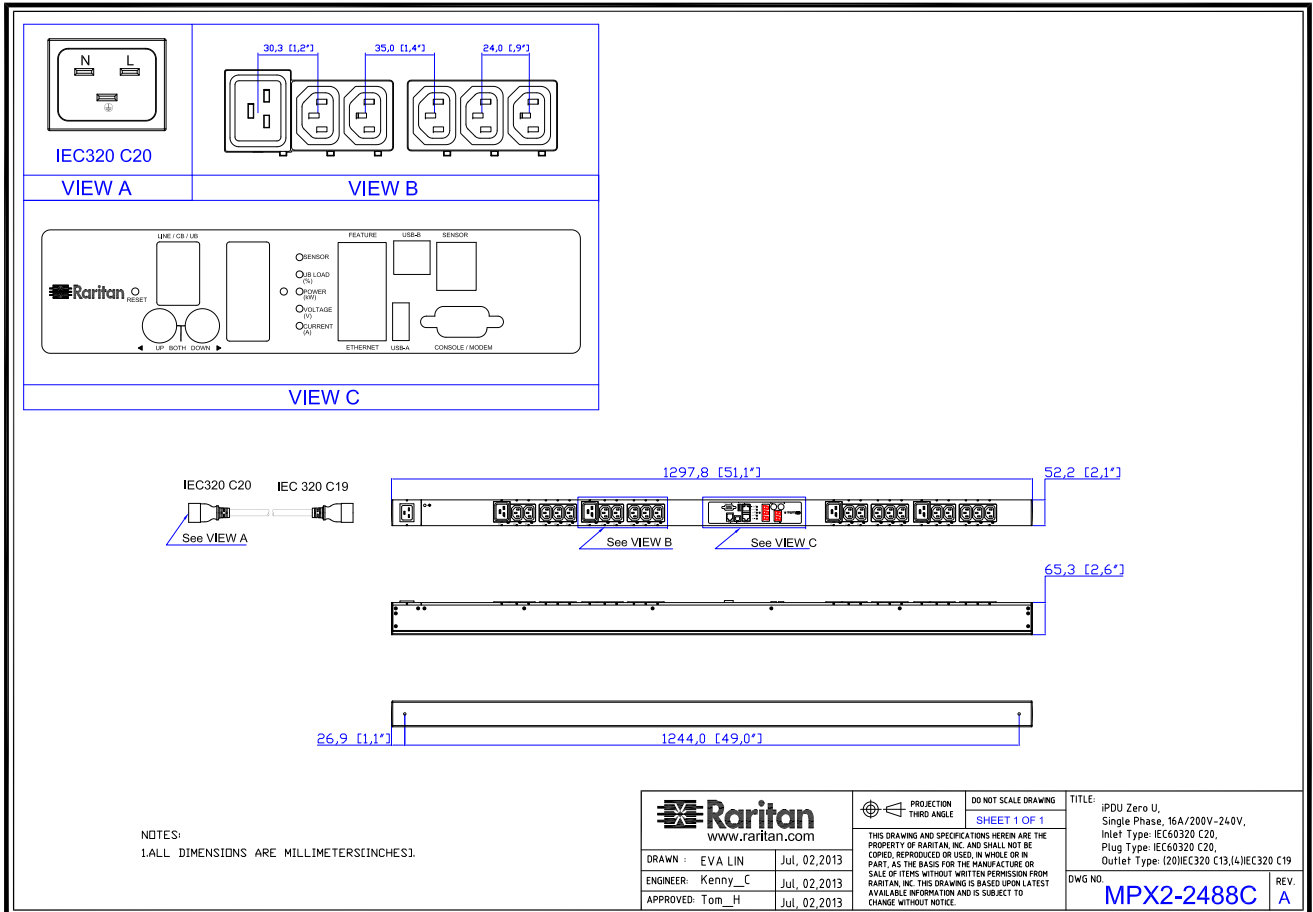 N L
IEC320 C20
VIEW A
30,3 [1,2"]
35,0 [1,4"]
24,0 [,9"]
VIEW B
LINE / CB / UB
FEATURE
USB-B
SENSOR
Raritan
RESET
SENSOR
UB LOAD
(%)
POWER
(kW)
VOLTAGE
(V)
CURRENT
(A)
UP BOTH DOWN
ETHERNET
USB-A
CONSOLE / MODEM
VIEW C
IEC320 C20
IEC 320 C19
See VIEW A
1297,8 [51,1"]
52,2 [2,1"]
See VIEW B
See VIEW C
65,3 [2,6"]
26,9 [1,1"]
1244,0 [49,0"]
NOTES:
1.ALL DIMENSIONS ARE MILLIMETERS[INCHES].
Raritan
www.raritan.com
DRAWN : EVA LIN Jul, 02,2013
ENGINEER: Kenny__C Jul, 02,2013
APPROVED: Tom__H Jul, 02,2013
PROJECTION
THIRD ANGLE
DO NOT SCALE DRAWING
SHEET 1 OF 1
THIS DRAWING AND SPECIFICATIONS HEREIN ARE THE
PROPERTY OF RARITAN, INC. AND SHALL NOT BE
COPIED, REPRODUCED OR USED, IN WHOLE OR IN
PART, AS THE BASIS FOR THE MANUFACTURE OR
SALE OF ITEMS WITHOUT WRITTEN PERMISSION FROM
RARITAN, INC. THIS DRAWING IS BASED UPON LATEST
AVAILABLE INFORMATION AND IS SUBJECT TO
CHANGE WITHOUT NOTICE.
TITLE:
iPDU Zero U,
Single Phase, 16A/200V-240V,
Inlet Type: IEC60320 C20,
Plug Type: IEC60320 C20,
Outlet Type: (20)IEC320 C13,(4)IEC320 C19
DWG NO.
MPX2-2488C
REV.
A